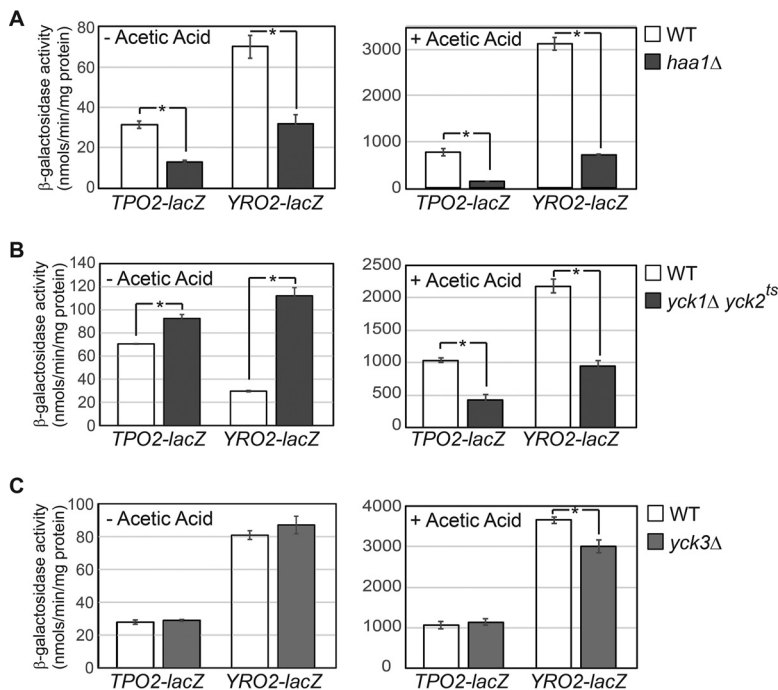 A
- Acetic Acid
+ Acetic Acid
WT
haa1Δ
β-galactosidase activity
(nmols/min/mg protein)
80
60
40
20
0
*
*
3000
2000
1000
0
*
*
TPO2-lacZ YRO2-lacZ
TPO2-lacZ YRO2-lacZ
B
- Acetic Acid
+ Acetic Acid
WT
yck1Δ yck2ts
β-galactosidase activity
(nmols/min/mg protein)
140
120
100
80
60
40
20
0
*
*
2500
2000
1500
1000
500
0
*
*
TPO2-lacZ YRO2-lacZ
TPO2-lacZ YRO2-lacZ
C
- Acetic Acid
+ Acetic Acid
WT
yck3Δ
β-galactosidase activity
(nmols/min/mg protein)
100
80
60
40
20
0
4000
3000
2000
1000
0
*
TPO2-lacZ YRO2-lacZ
TPO2-lacZ YRO2-lacZ